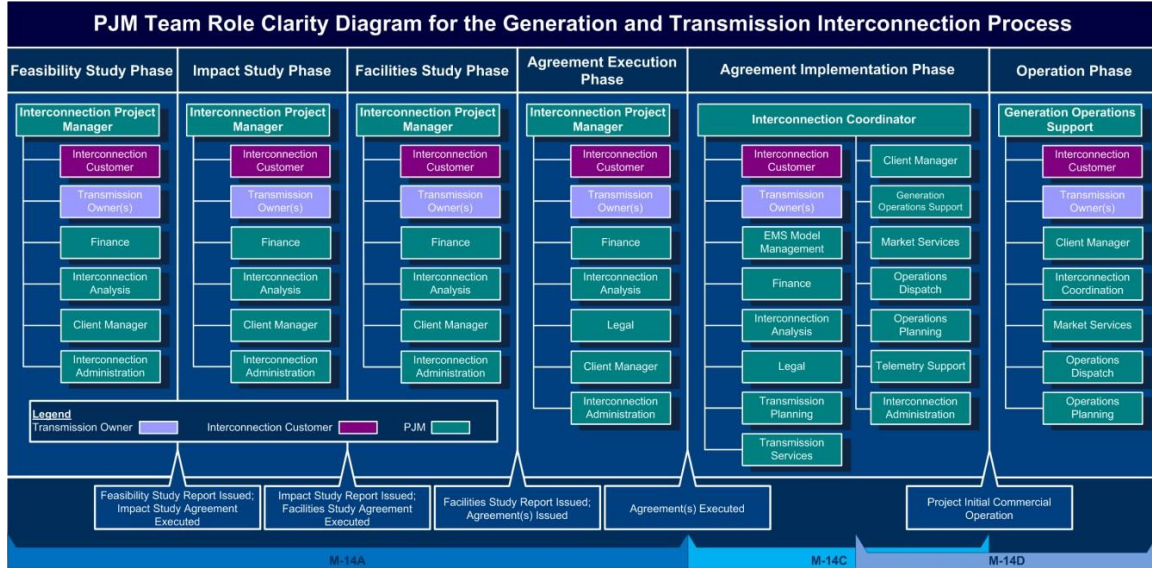 PJM Team Role Clarity Diagram for the Generation and Transmission Interconnection Process
Feasibility Study Phase
Interconnection Project
Manager
Interconnection
Customer
Transmission
Owner(s)
Finance
Interconnection
Analysis
Client Manager
Interconnection
Administration
Impact Study Phase
Interconnection Project
Manager
Interconnection
Customer
Transmission
Owner(s)
Finance
Interconnection
Analysis
Client Manager
Interconnection
Administration
Facilities Study Phase
Interconnection Project
Manager
Interconnection
Customer
Transmission
Owner(s)
Finance
Interconnection
Analysis
Client Manager
Interconnection
Administration
Agreement Execution
Phase
Interconnection Project
Manager
Interconnection
Customer
Transmission
Owner(s)
Finance
Interconnection
Analysis
Legal
Client Manager
Interconnection
Administration
Agreement Implementation Phase
Interconnection Coordinator
Interconnection
Customer
Transmission
Owner(s)
EMS Model
Management
Finance
Interconnection
Analysis
Legal
Transmission
Planning
Transmission
Services
Client Manager
Generation
Operations Support
Market Services
Operations
Dispatch
Operations
Planning
Telemetry Support
Interconnection
Administration
Operation Phase
Generation Operations
Support
Interconnection
Customer
Transmission
Owner(s)
Client Manager
Interconnection
Coordination
Market Services
Operations
Dispatch
Operations
Planning
Legend
Transmission Owner
Interconnection Customer
PJM
Feasibility Study Report Issued;
Impact Study Agreement
Executed
Impact Study Report Issued;
Facilities Study Agreement
Executed
Facilities Study Report Issued;
Agreement(s) Issued
Agreement(s) Executed
Project Initial Commercial
Operation
M-14A
M-14C
M-14D